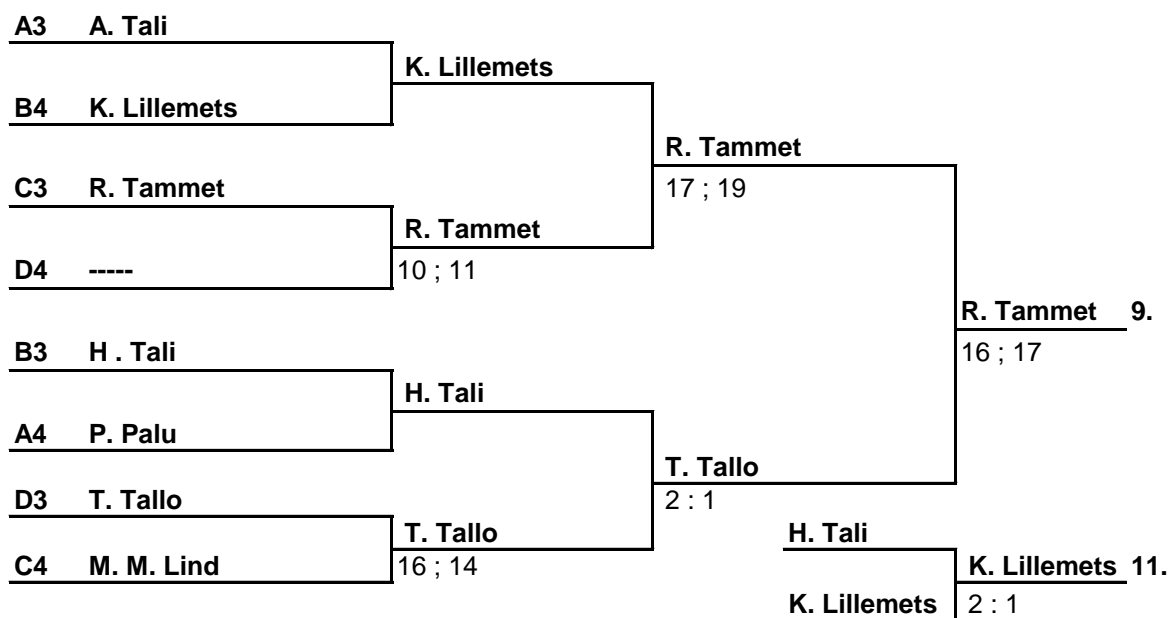 A3 A. Tali
K. Lillemets
B4 K. Lillemets
R. Tammet
C3 R. Tammet
17 ; 19
R. Tammet
D4 -----
10 ; 11
R. Tammet 9.
B3 H . Tali
16 ; 17
H. Tali
A4 P. Palu
T. Tallo
D3 T. Tallo
2 : 1
T. Tallo
H. Tali
C4 M. M. Lind
16 ; 14
K. Lillemets 11.
K. Lillemets
2 : 1